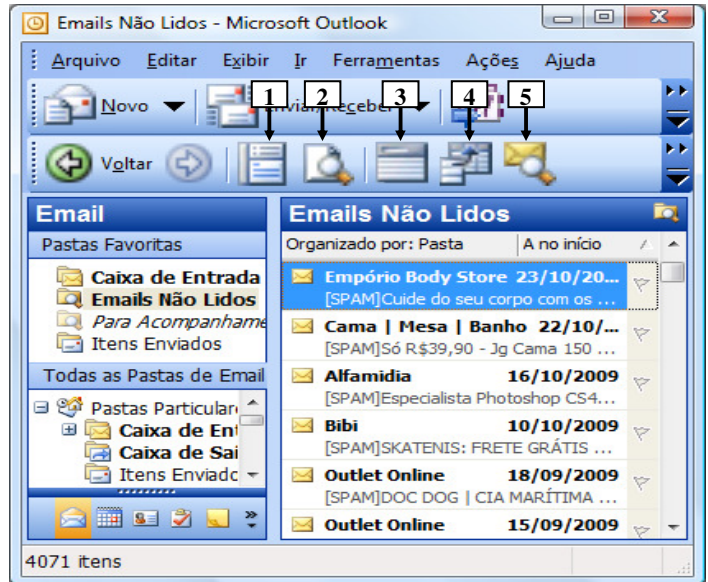 Emails Não Lidos - Microsoft Outlook
Arquivo Editar Exibir Ir Ferramentas Ações Ajuda
Novo
1 2 3 4 5
Voltar
Email
Pastas Favoritas
Caixa de Entrada
Emails Não Lidos
Para Acompanhame
Itens Enviados
Todas as Pastas de Email
Pastas Particular
Caixa de En
Caixa de Sai
Itens Enviad
Emails Não Lidos
Organizado por: Pasta A no início
Empório Body Store 23/10/20...
[SPAM]Cuide do seu corpo com os ...
Cama | Mesa | Banho 22/10/...
[SPAM]Só R$39,90 - Jg Cama 150 ...
Alfamidia 16/10/2009
[SPAM]Especialista Photoshop CS4...
Bibi 10/10/2009
[SPAM]SKATENIS: FRETE GRÁTIS ...
Outlet Online 18/09/2009
[SPAM]DOC DOG | CIA MARÍTIMA ...
Outlet Online 15/09/2009
4071 itens